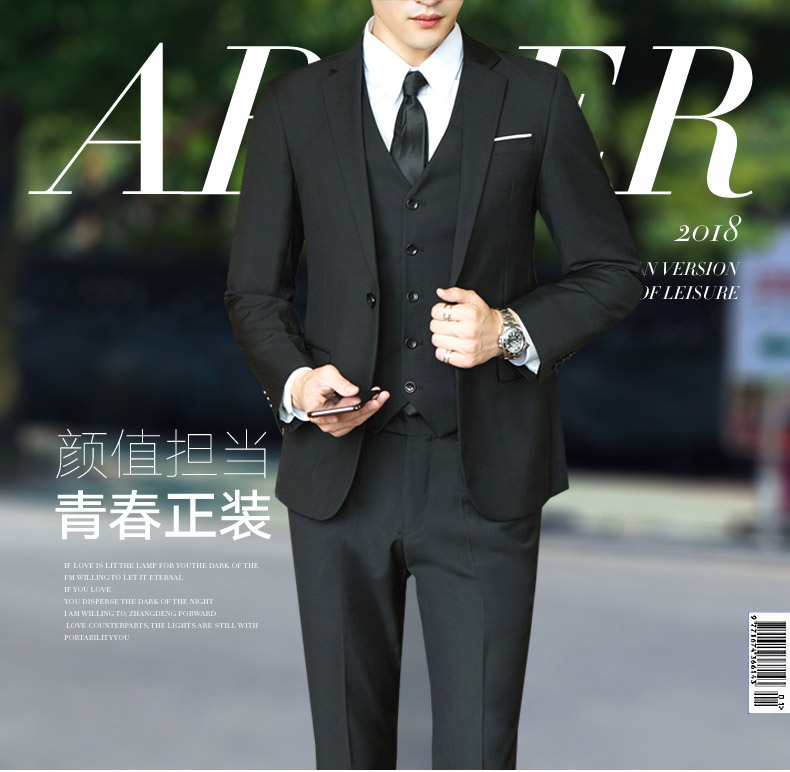 2018
N VERSION
OF LEISURE
颜值担当
青春正装
IF LOVE IS LIT THE LAMP FOR YOUTHE DARK OF THE
I'M WILLING TO LET IT ETERNAL
IF YOU LOVE
YOU DISPERSE THE DARK OF THE NIGHT
I AM WILLING TO, ZHANGDENG FORWARD
LOVE COUNTERPARTS, THE LIGHTS ARE STILL WITH
PORTABILITYYOU
9771674366143
01>